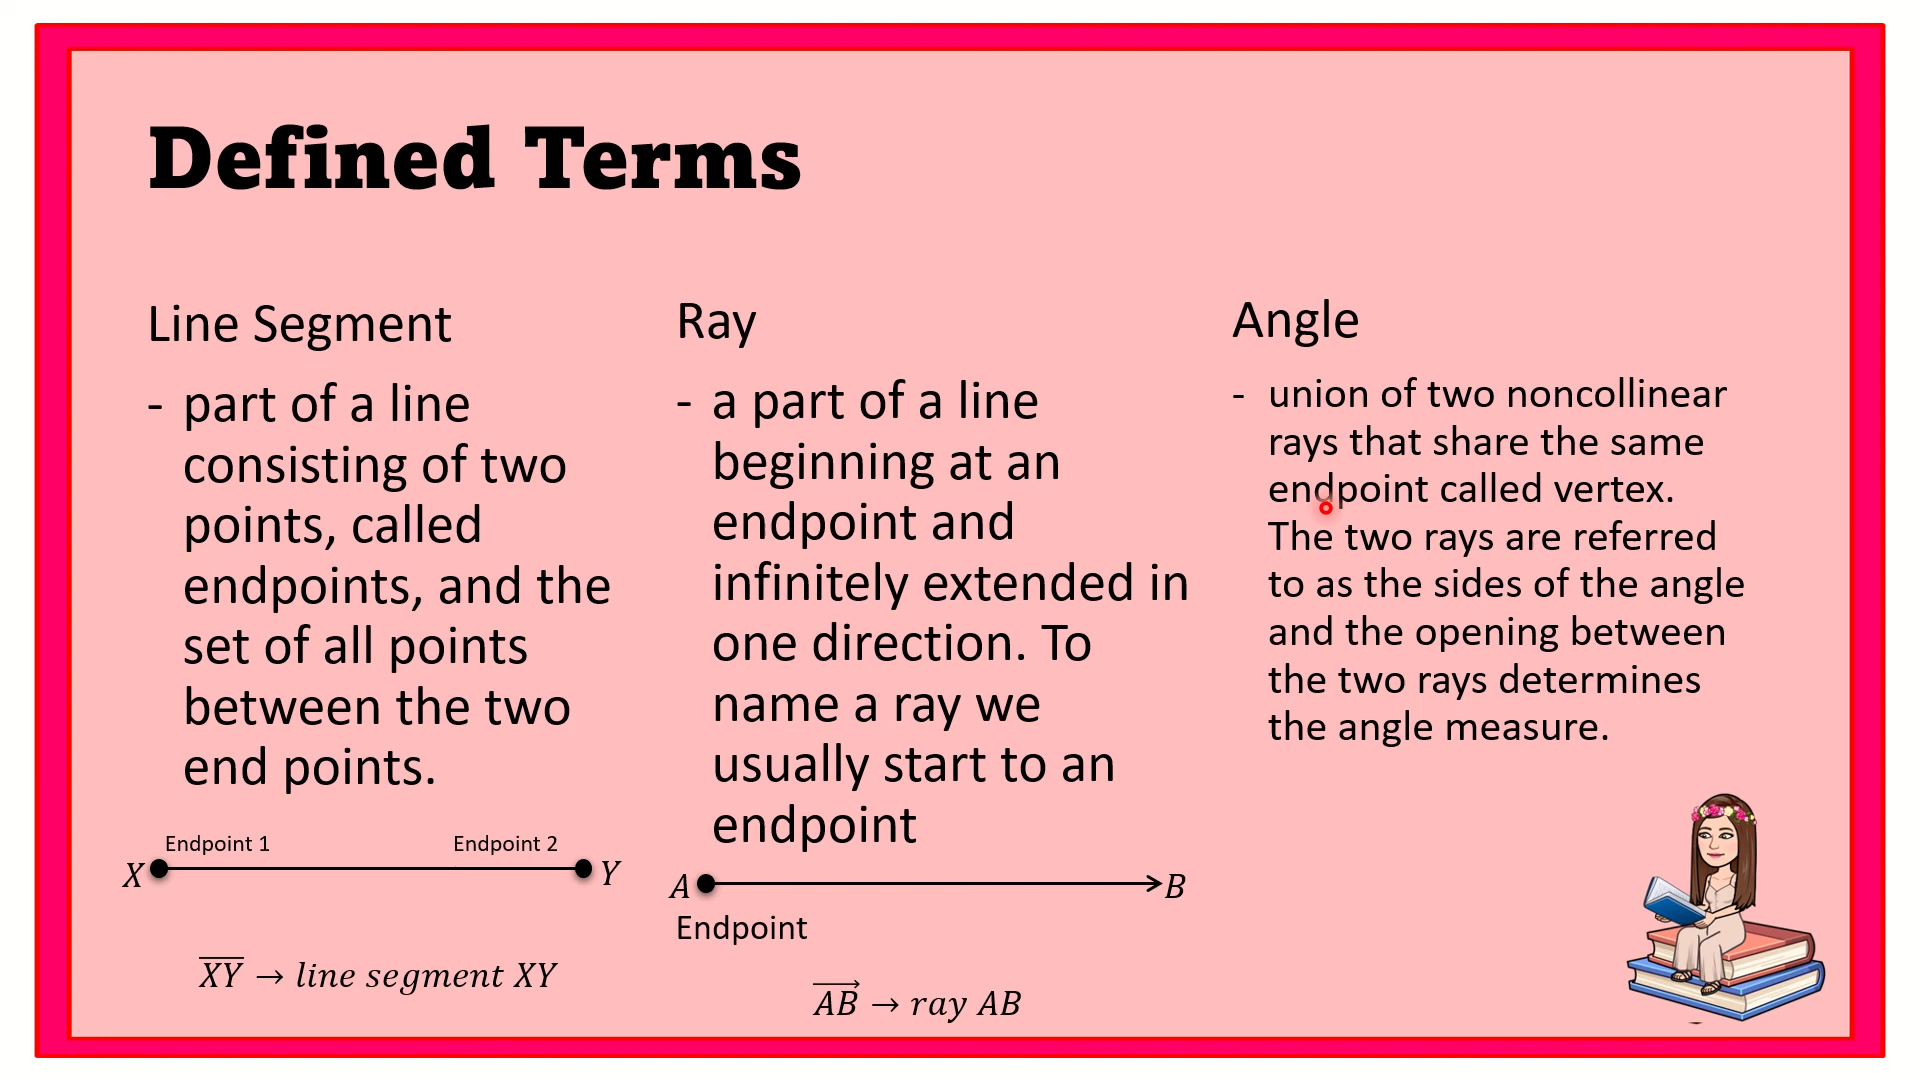 Defined Terms
Line Segment
- part of a line
consisting of two
points, called
endpoints, and the
set of all points
between the two
end points.
Endpoint 1 Endpoint 2
X Y
\overline{XY} → line segment XY
Ray
- a part of a line
beginning at an
endpoint and
infinitely extended in
one direction. To
name a ray we
usually start to an
endpoint
A B
Endpoint
\overrightarrow{AB} → ray AB
Angle
- union of two noncollinear
rays that share the same
endpoint called vertex.
The two rays are referred
to as the sides of the angle
and the opening between
the two rays determines
the angle measure.